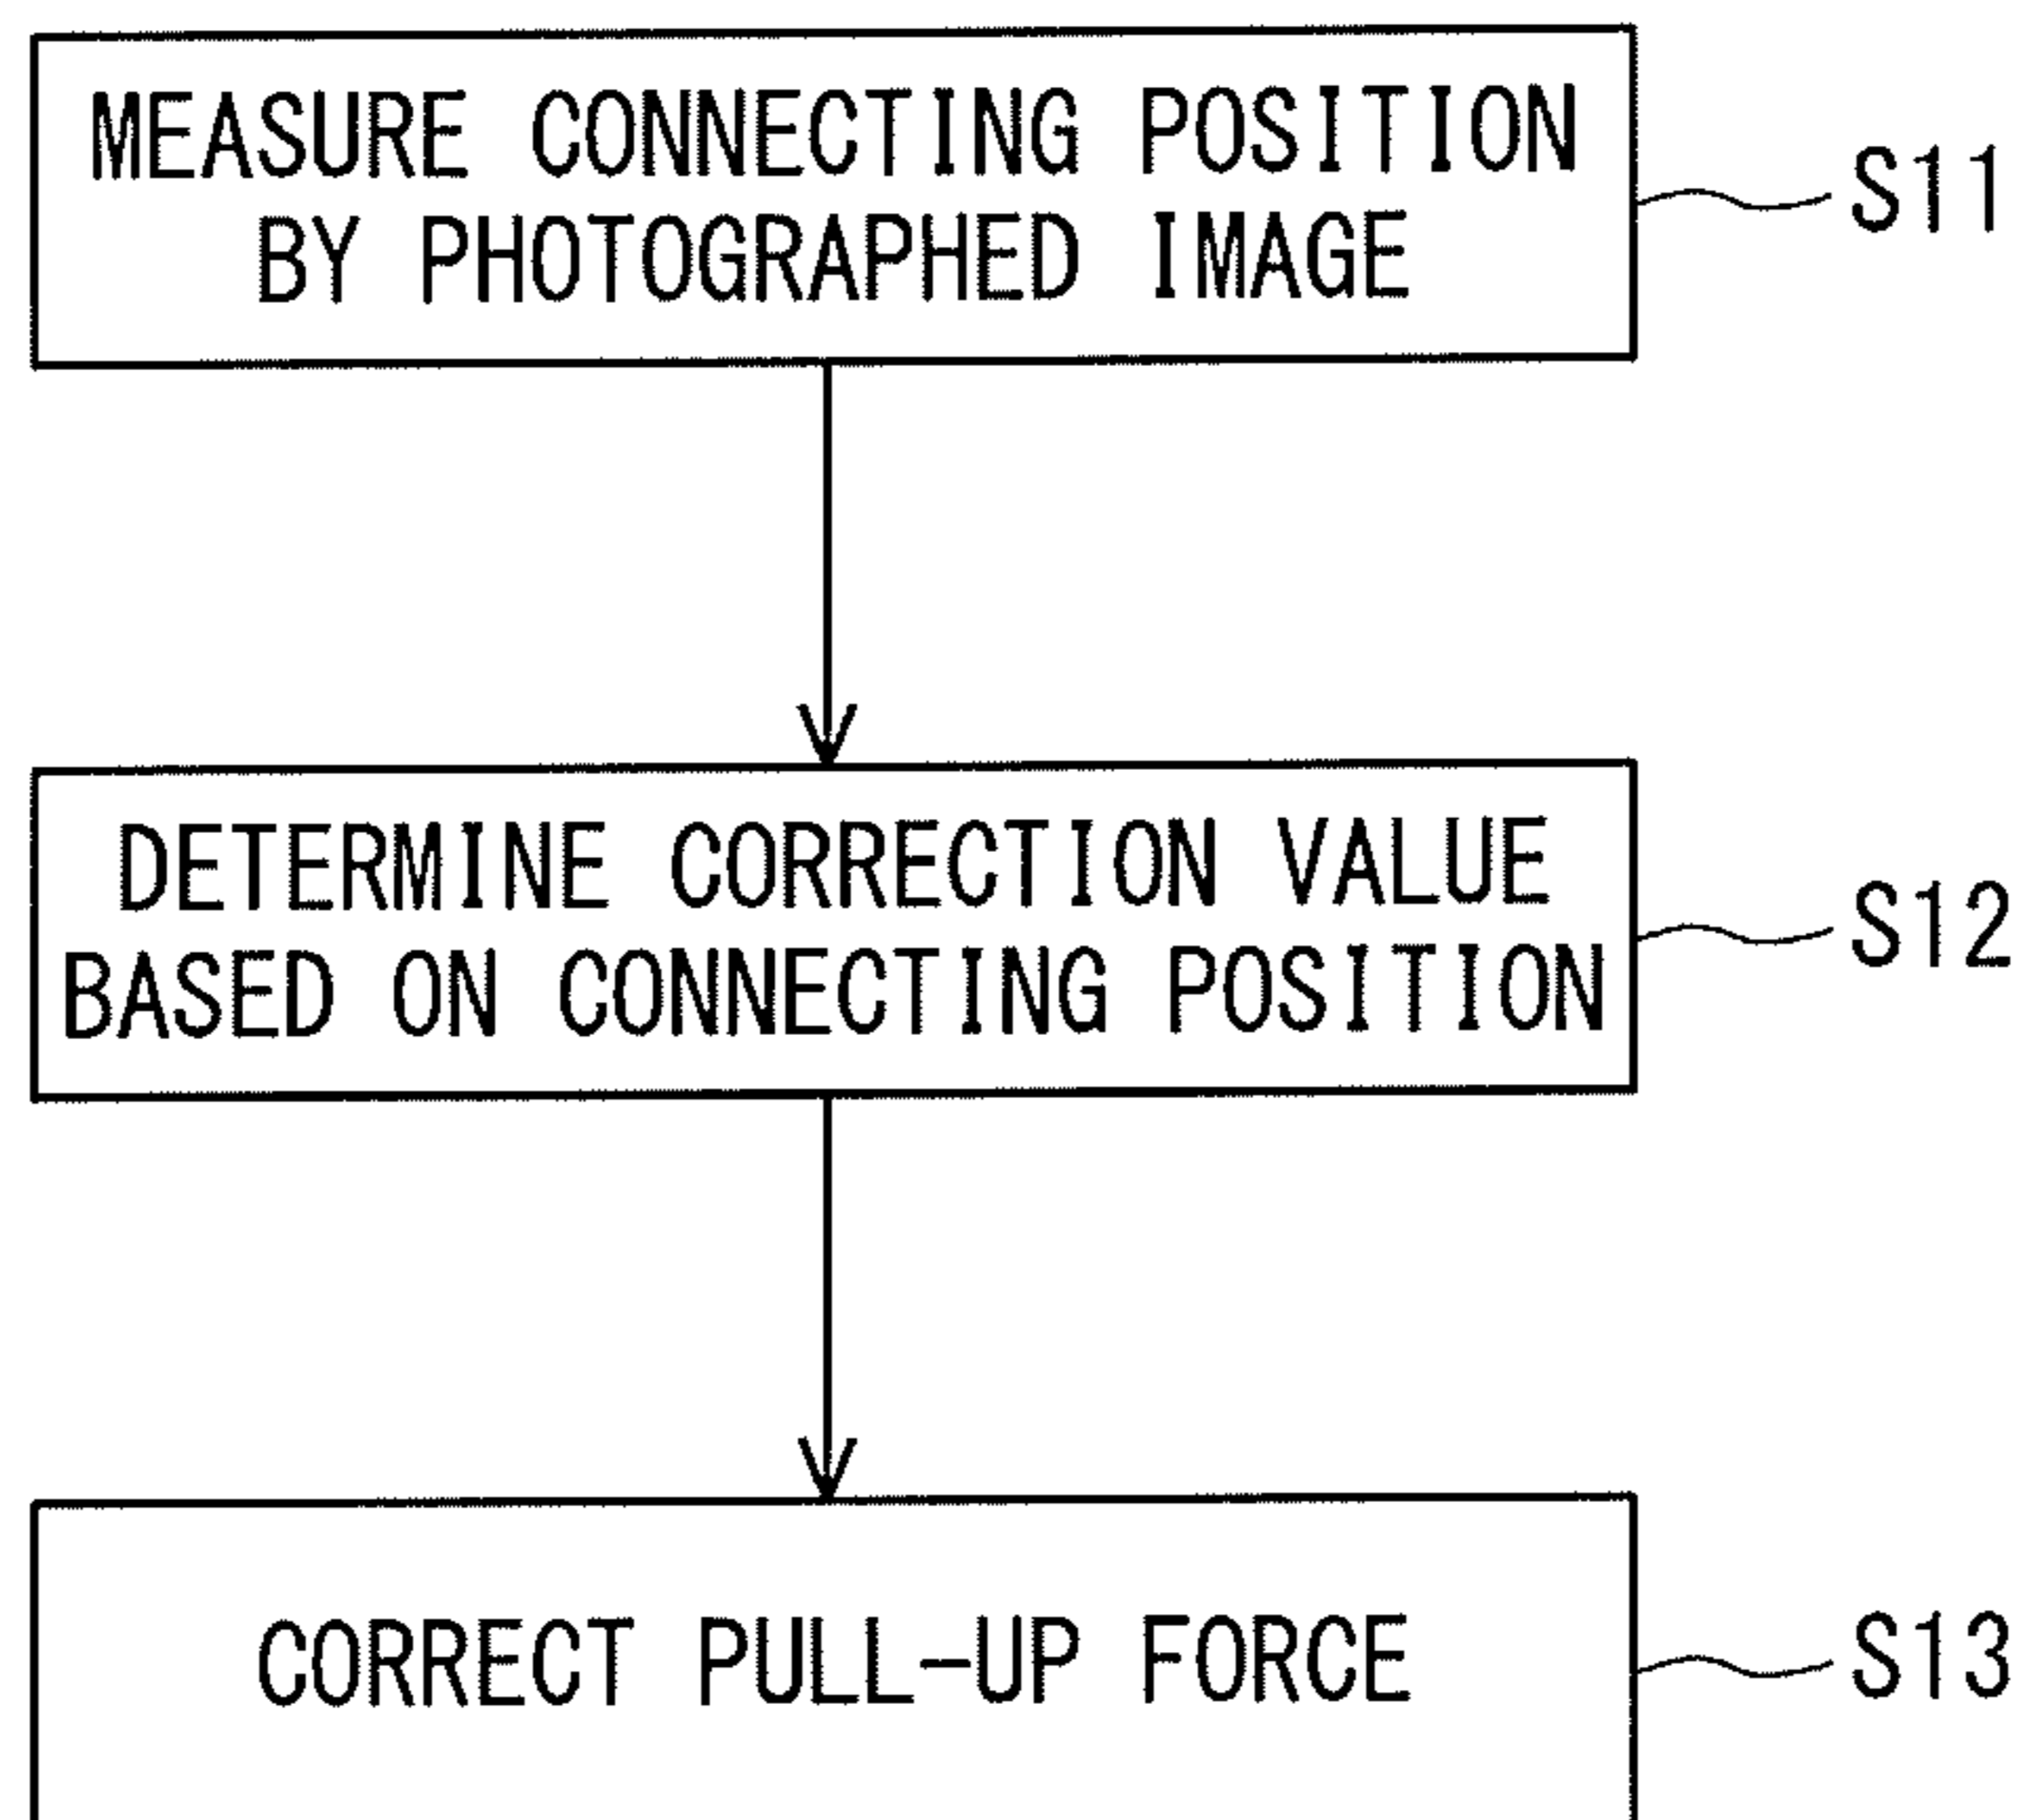 MEASURE CONNECTING POSITION
BY PHOTOGRAPHED IMAGE
S11
DETERMINE CORRECTION VALUE
BASED ON CONNECTING POSITION
S12
CORRECT PULL-UP FORCE
S13